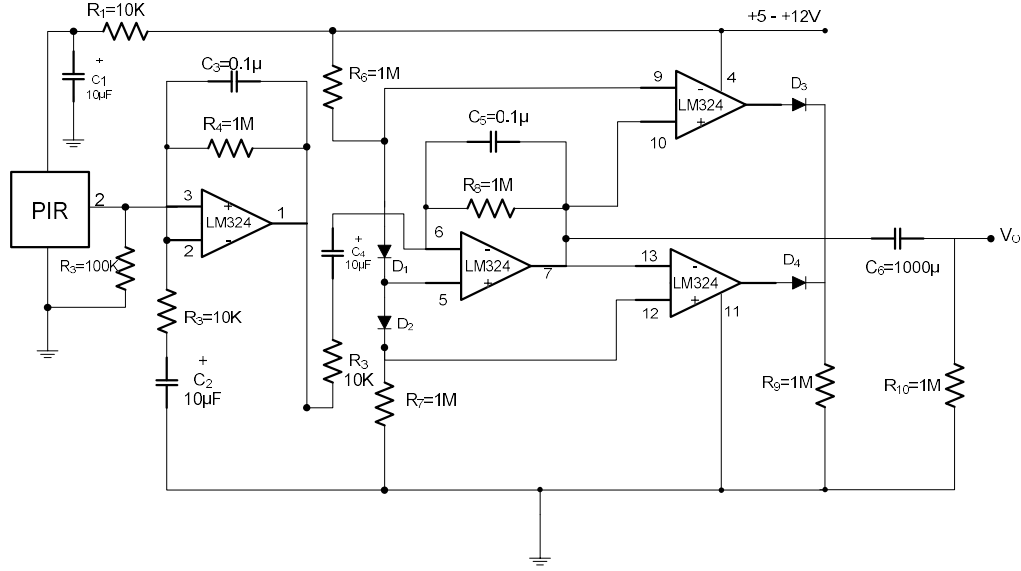 R1=10K
+5 - +12V
+
C1
10µF
C3=0.1µ
R6=1M
9
4
D3
LM324
-
+
10
R4=1M
C5=0.1µ
R8=1M
PIR
2
3
+
LM324
-
1
2
R3=100K
6
-
LM324
+
7
5
+
C4
10µF
D1
13
-
LM324
+
12
11
D4
VO
C6=1000µ
R3=10K
D2
+
C2
10µF
R3
10K
R7=1M
R9=1M
R10=1M